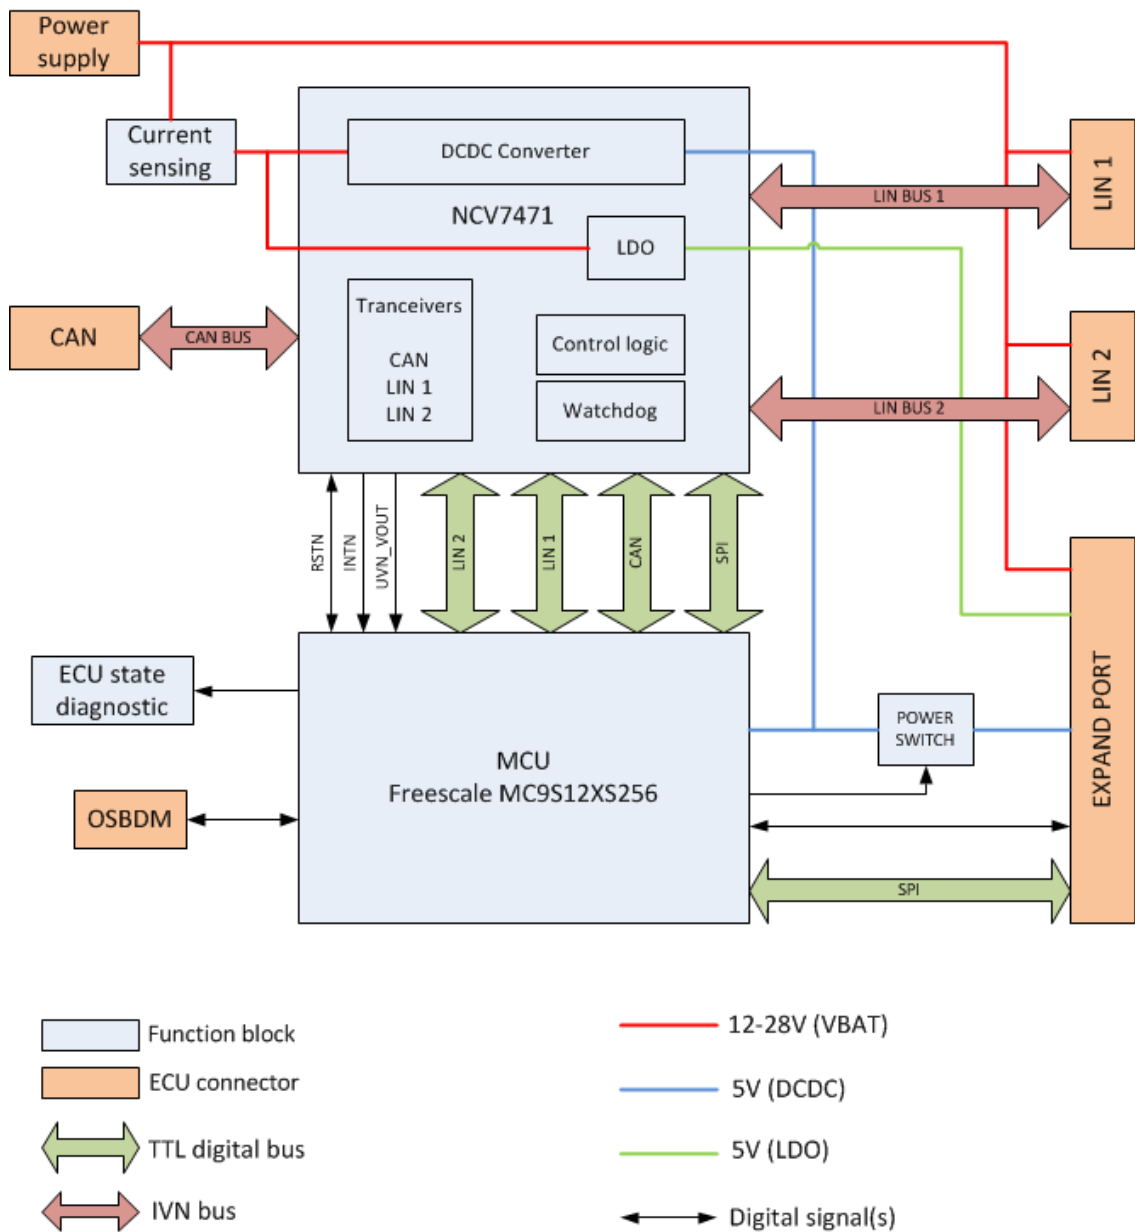 Power
supply
Current
sensing
DCDC Converter
NCV7471
LDO
Tranceivers
CAN
LIN 1
LIN 2
Control logic
Watchdog
CAN
CAN BUS
LIN BUS 1
LIN 1
LIN BUS 2
LIN 2
RSTN
INTN
UVN_VOUT
LIN 2
LIN 1
CAN
SPI
ECU state
diagnostic
OSBDM
MCU
Freescale MC9S12XS256
POWER
SWITCH
EXPAND PORT
SPI
Function block
ECU connector
TTL digital bus
IVN bus
12-28V (VBAT)
5V (DCDC)
5V (LDO)
Digital signal(s)